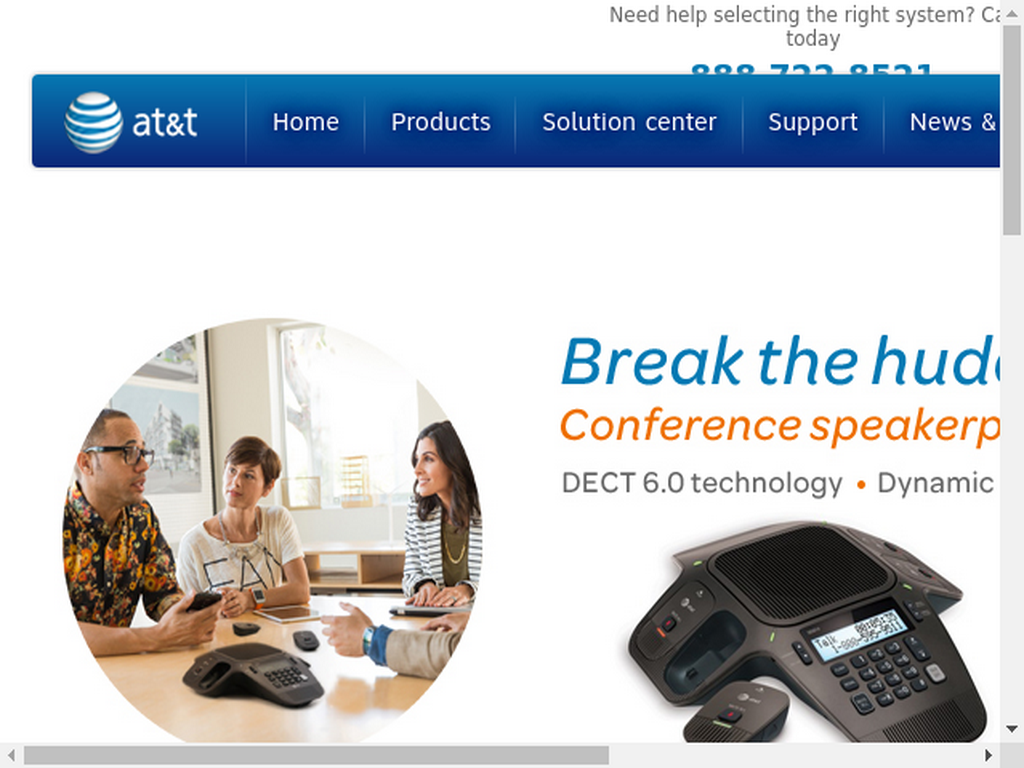 Need help selecting the right system? Ca
today
888-722-8521
at&t
Home
Products
Solution center
Support
News &
Break the hudd
Conference speakerp
DECT 6.0 technology • Dynamic